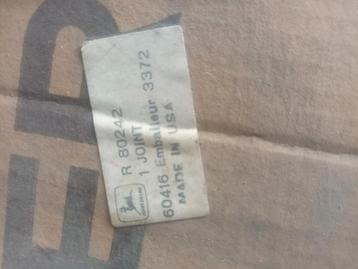 R 80242
1 JOINT
60416 Emballeur 3372
MADE IN USA